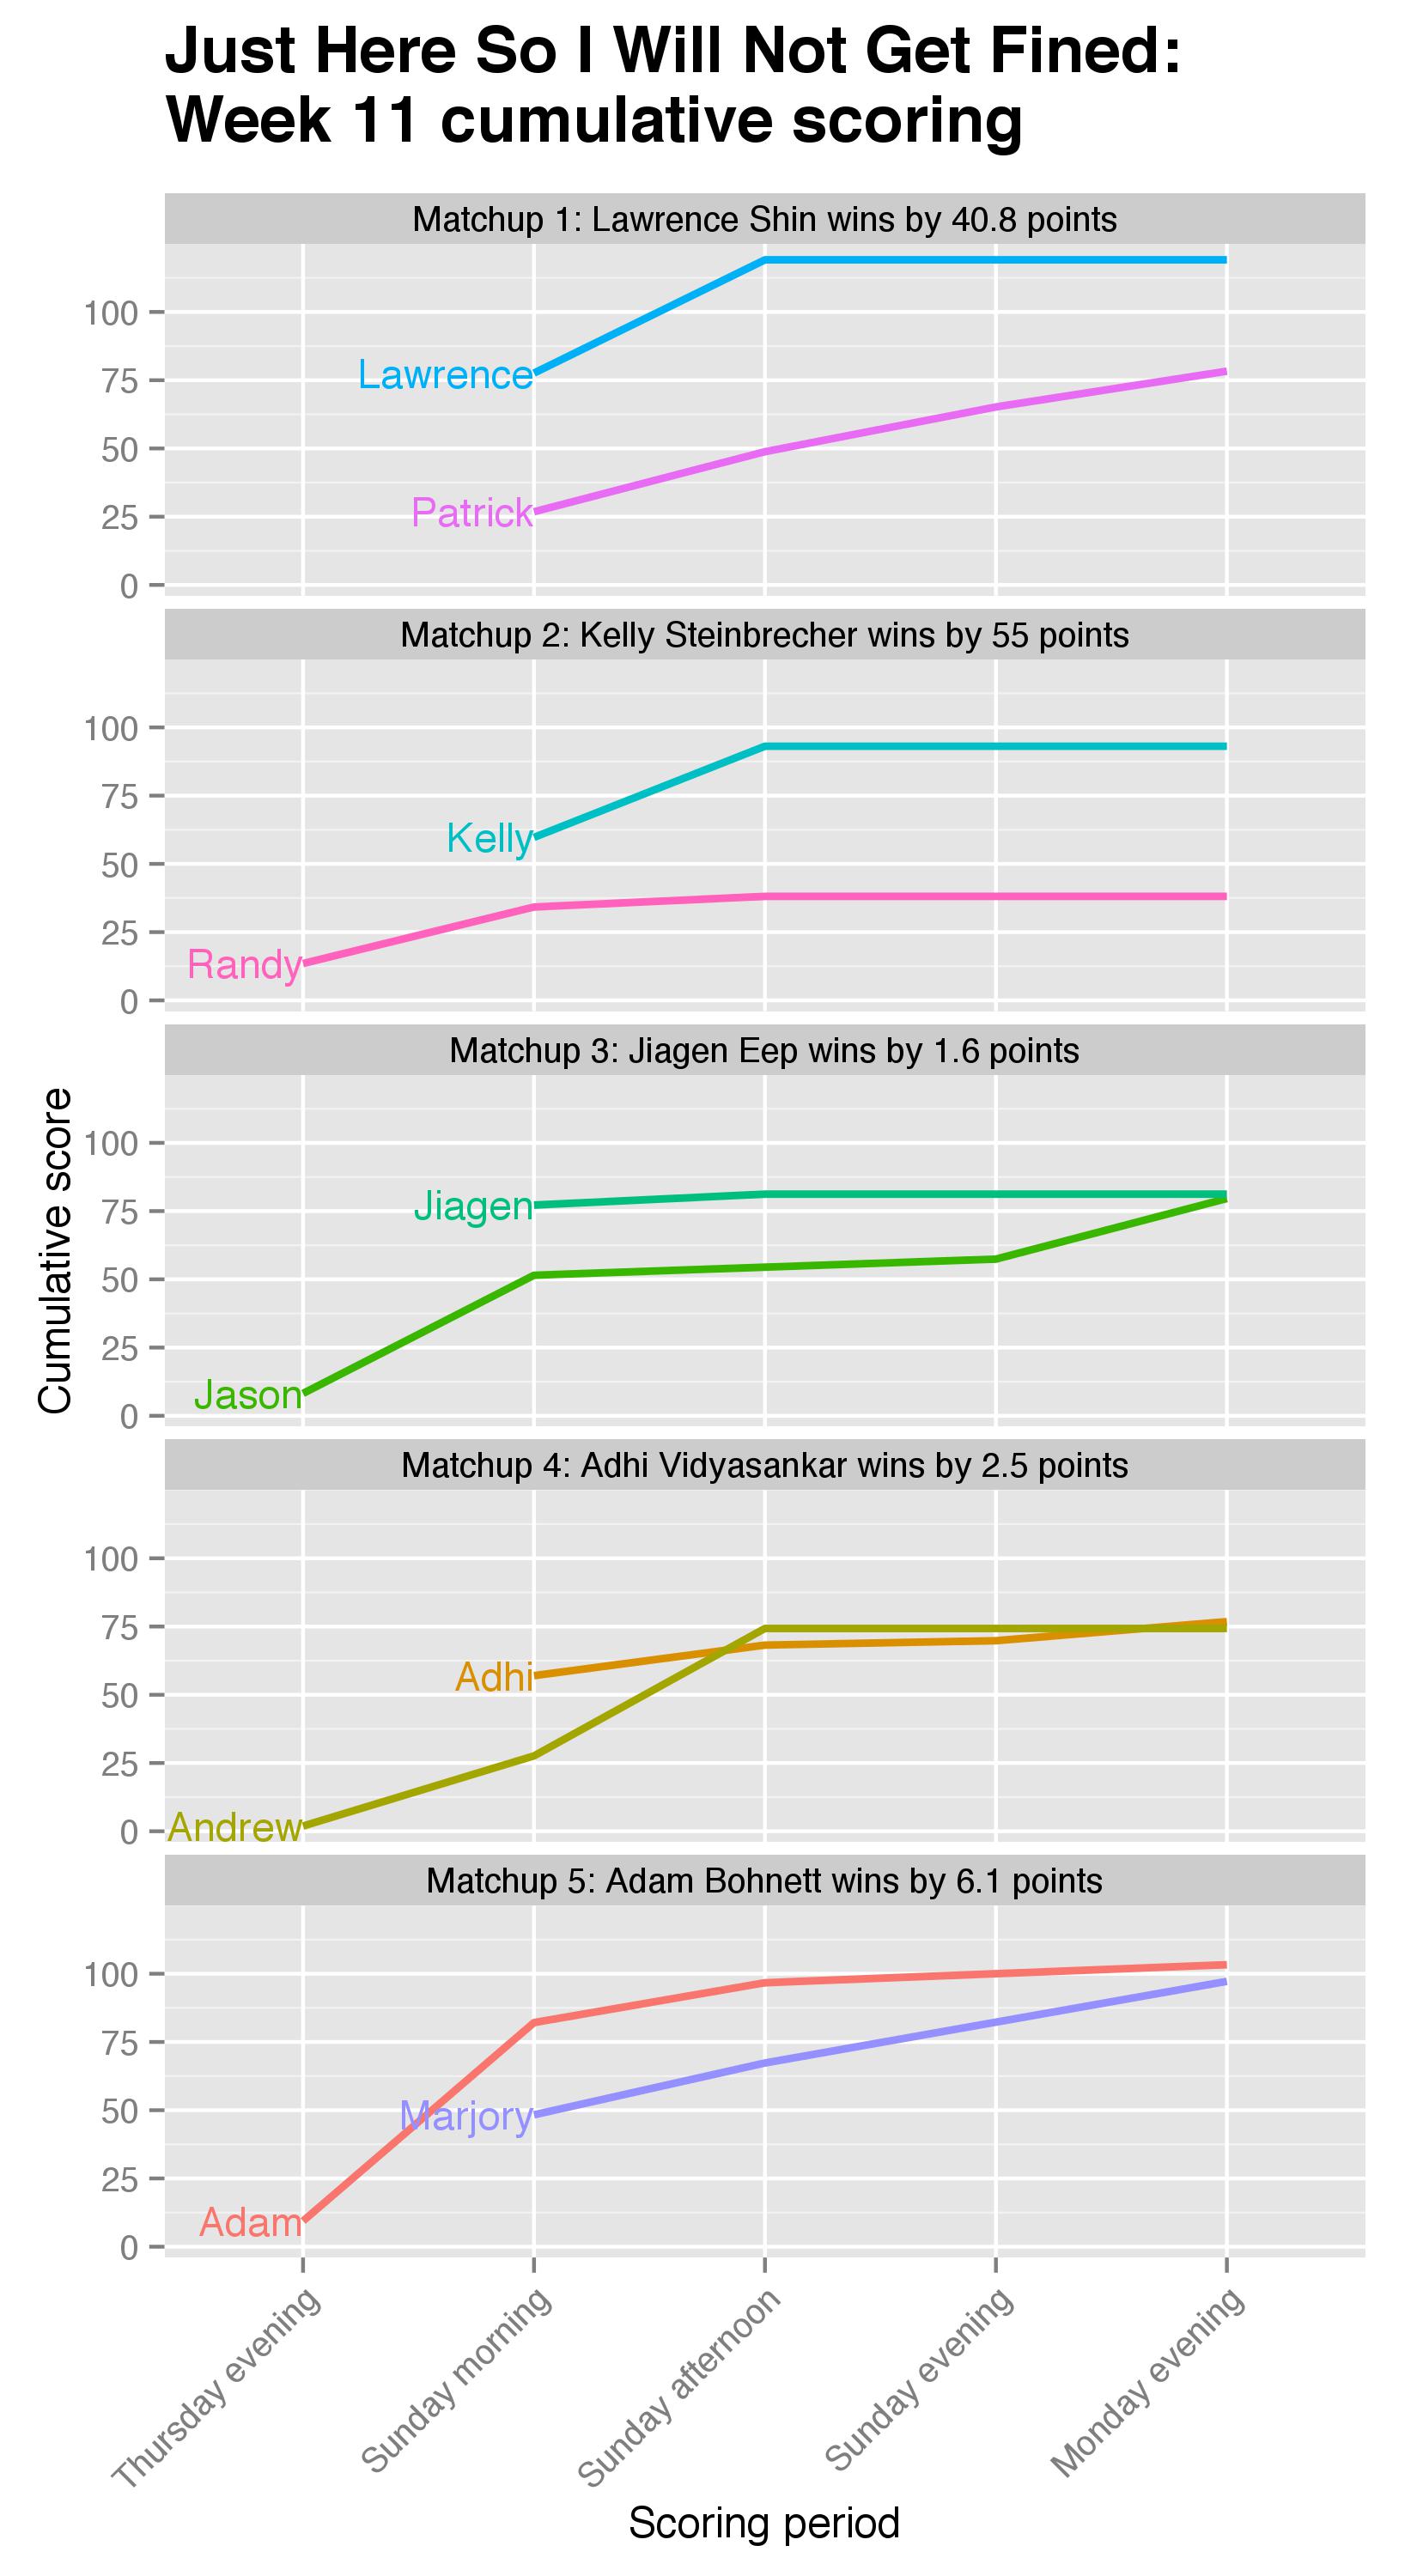 Just Here So I Will Not Get Fined:
Week 11 cumulative scoring
Matchup 1: Lawrence Shin wins by 40.8 points
100
75
50
25
0
Lawrence
Patrick
Matchup 2: Kelly Steinbrecher wins by 55 points
100
75
50
25
0
Kelly
Randy
Matchup 3: Jiagen Eep wins by 1.6 points
100
75
50
25
0
Jiagen
Jason
Cumulative score
Matchup 4: Adhi Vidyasankar wins by 2.5 points
100
75
50
25
0
Adhi
Andrew
Matchup 5: Adam Bohnett wins by 6.1 points
100
75
50
25
0
Marjory
Adam
Thursday evening
Sunday morning
Sunday afternoon
Sunday evening
Monday evening
Scoring period